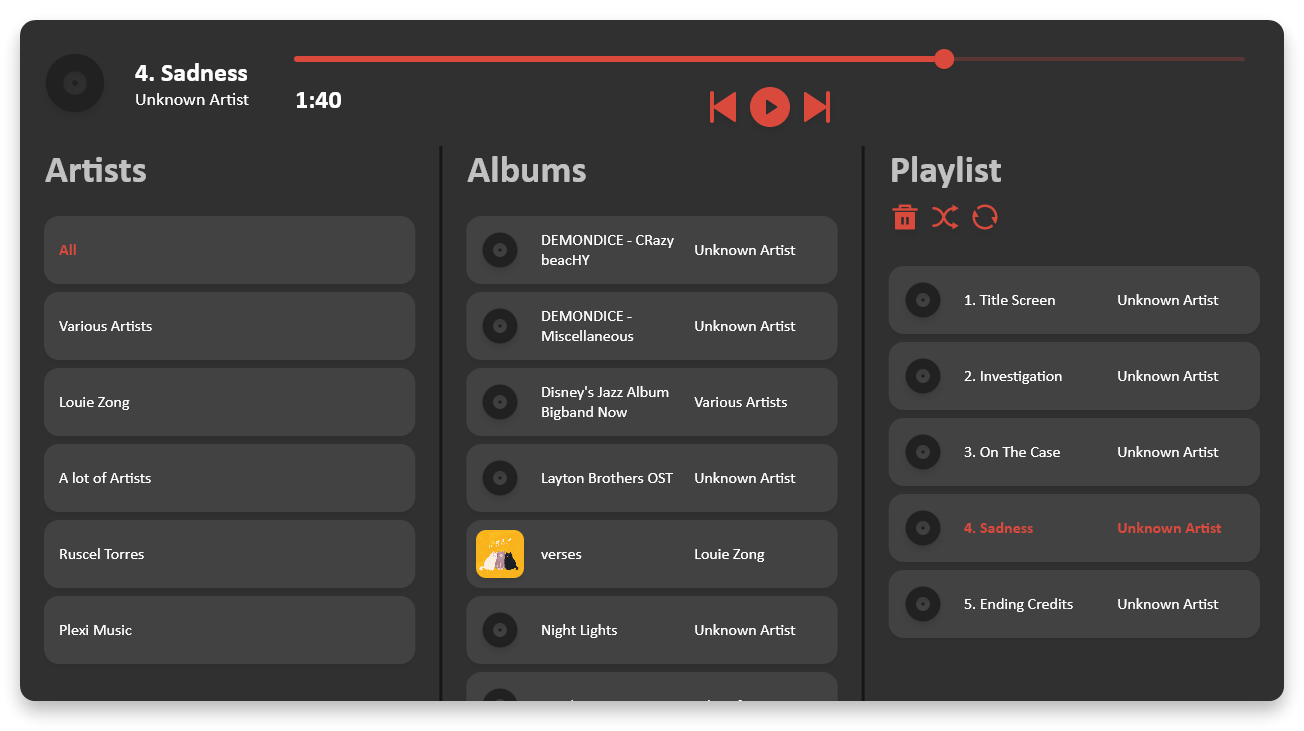 4. Sadness
Unknown Artist
1:40
Artists
All
Various Artists
Louie Zong
A lot of Artists
Ruscel Torres
Plexi Music
Albums
DEMONDICE - CRazy
beacHY
Unknown Artist
DEMONDICE -
Miscellaneous
Unknown Artist
Disney's Jazz Album
Bigband Now
Various Artists
Layton Brothers OST
Unknown Artist
verses
Louie Zong
Night Lights
Unknown Artist
Playlist
1. Title Screen
Unknown Artist
2. Investigation
Unknown Artist
3. On The Case
Unknown Artist
4. Sadness
Unknown Artist
5. Ending Credits
Unknown Artist